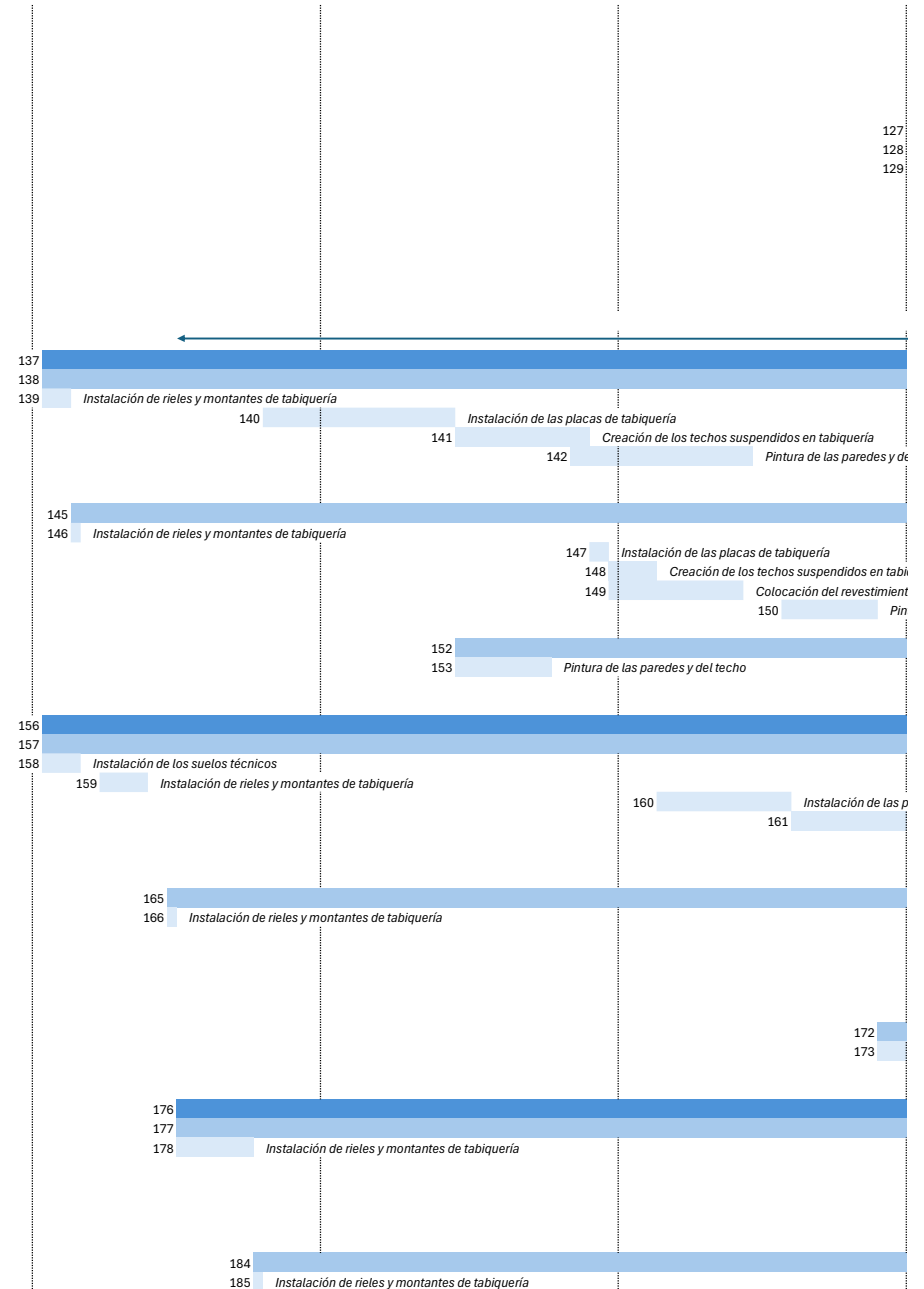 127
128
129
137
138
139 Instalación de rieles y montantes de tabiquería
140 Instalación de las placas de tabiquería
141 Creación de los techos suspendidos en tabiquería
142 Pintura de las paredes y de
145
146 Instalación de rieles y montantes de tabiquería
147 Instalación de las placas de tabiquería
148 Creación de los techos suspendidos en tabi
149 Colocación del revestimient
150 Pin
152
153 Pintura de las paredes y del techo
156
157
158 Instalación de los suelos técnicos
159 Instalación de rieles y montantes de tabiquería
160 Instalación de las p
161
165
166 Instalación de rieles y montantes de tabiquería
172
173
176
177
178 Instalación de rieles y montantes de tabiquería
184
185 Instalación de rieles y montantes de tabiquería